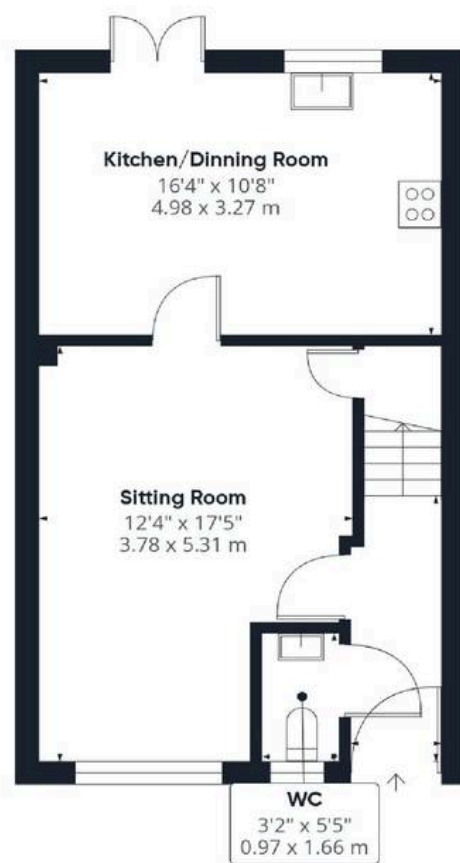 Kitchen/Dinning Room
16'4" x 10'8"
4.98 x 3.27 m
Sitting Room
12'4" x 17'5"
3.78 x 5.31 m
WC
3'2" x 5'5"
0.97 x 1.66 m